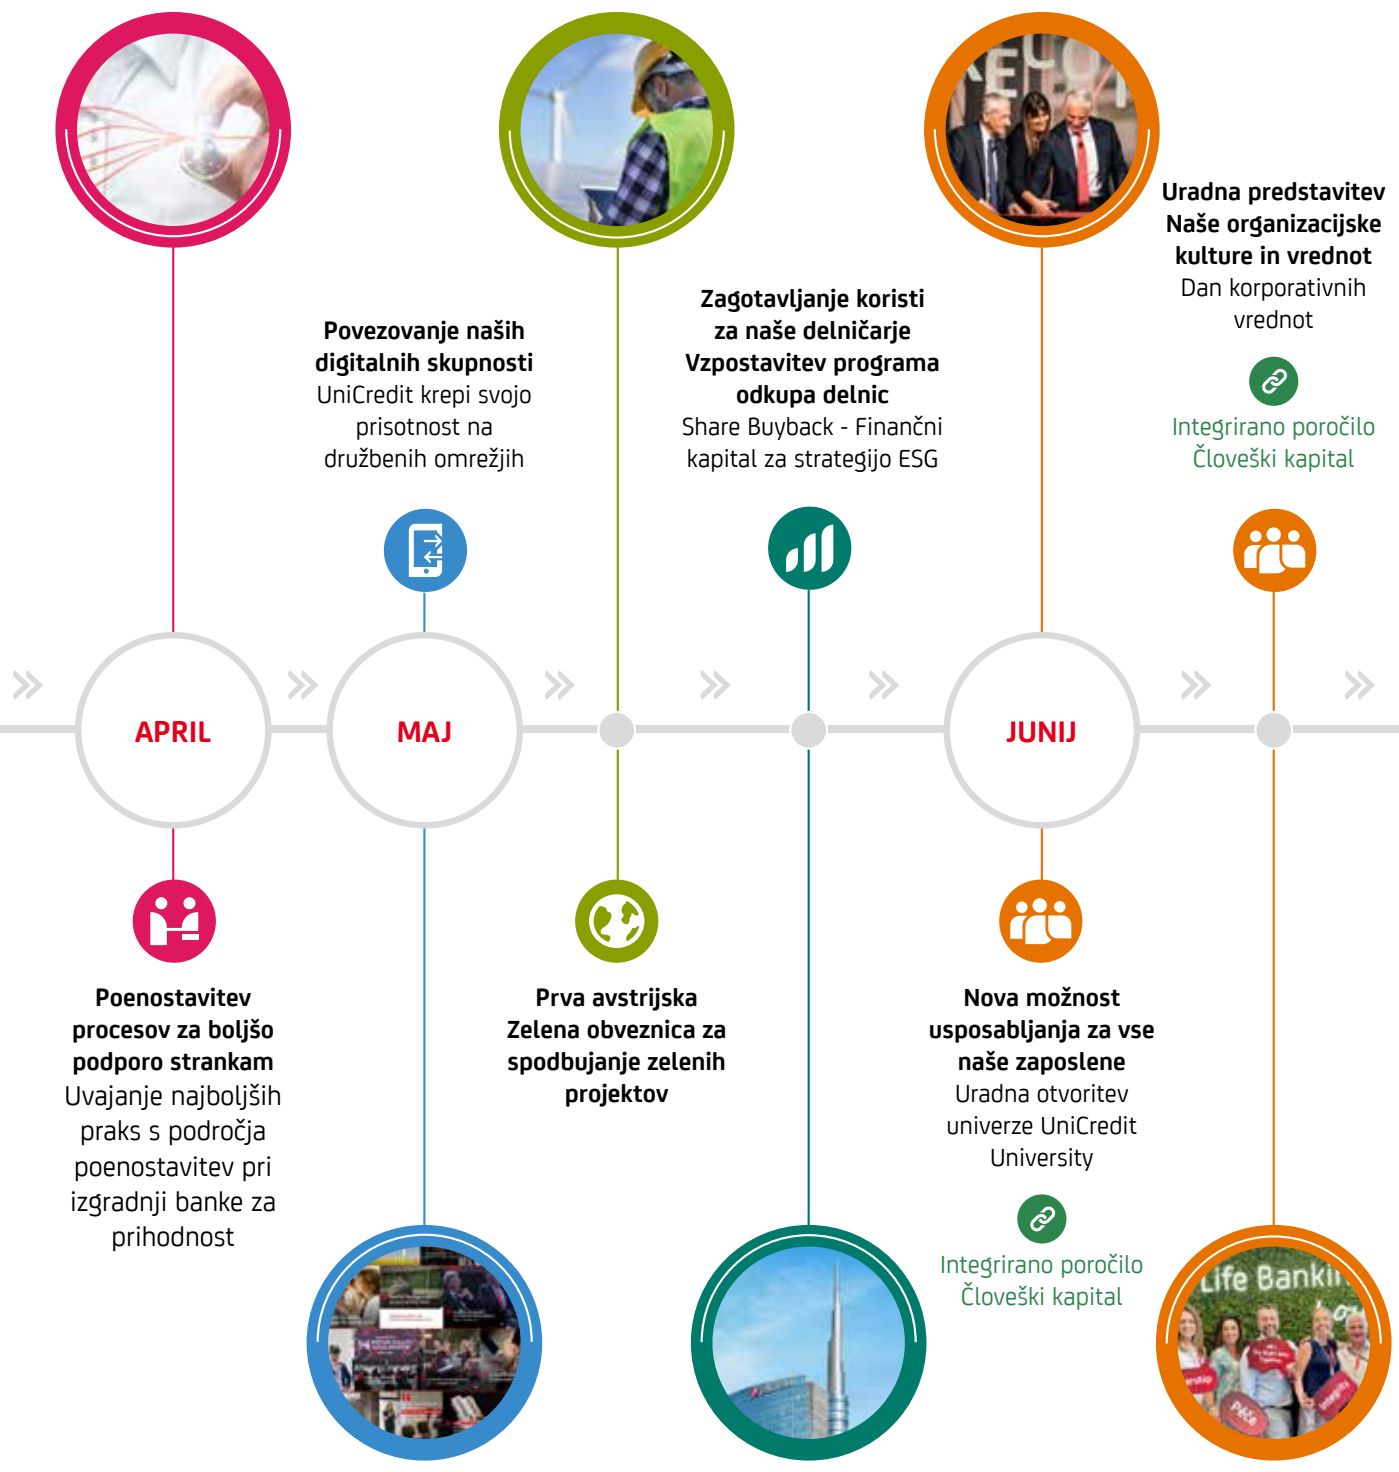 Uradna predstavitev
Naše organizacijske
kulture in vrednot
Dan korporativnih
vrednot
Integrirano poročilo
Človeški kapital
Zagotavljanje koristi
za naše delničarje
Vzpostavitev programa
odkupa delnic
Share Buyback - Finančni
kapital za strategijo ESG
Povezovanje naših
digitalnih skupnosti
UniCredit krepi svojo
prisotnost na
družbenih omrežjih
APRIL
MAJ
JUNIJ
Poenostavitev
procesov za boljšo
podporo strankam
Uvajanje najboljših
praks s področja
poenostavitev pri
izgradnji banke za
prihodnost
Prva avstrijska
Zelena obveznica za
spodbujanje zelenih
projektov
Nova možnost
usposabljanja za vse
naše zaposlene
Uradna otvoritev
univerze UniCredit
University
Integrirano poročilo
Človeški kapital
Life Bankin
Integrity